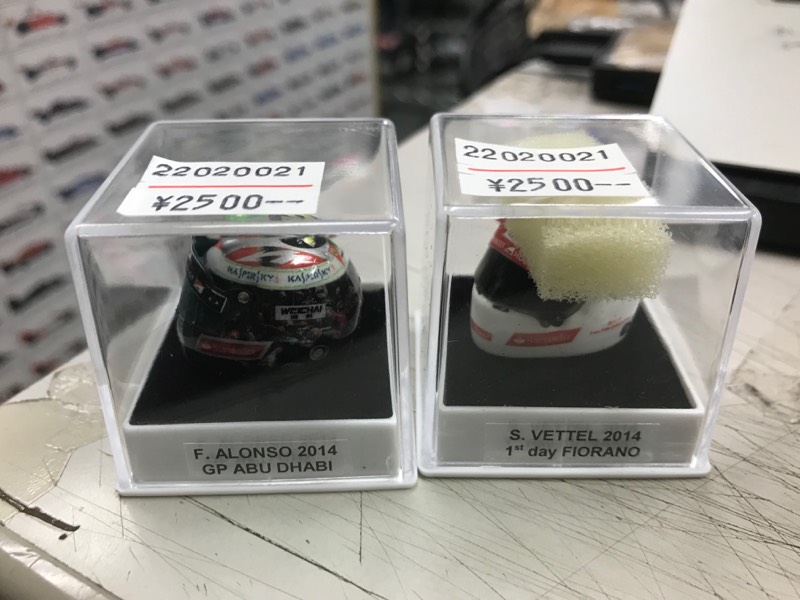 22020021
¥2500--
KASPERSKY KASPERSKY
WEICHAI
F. ALONSO 2014
GP ABU DHABI
22020021
¥2500--
S. VETTEL 2014
1st day FIORANO